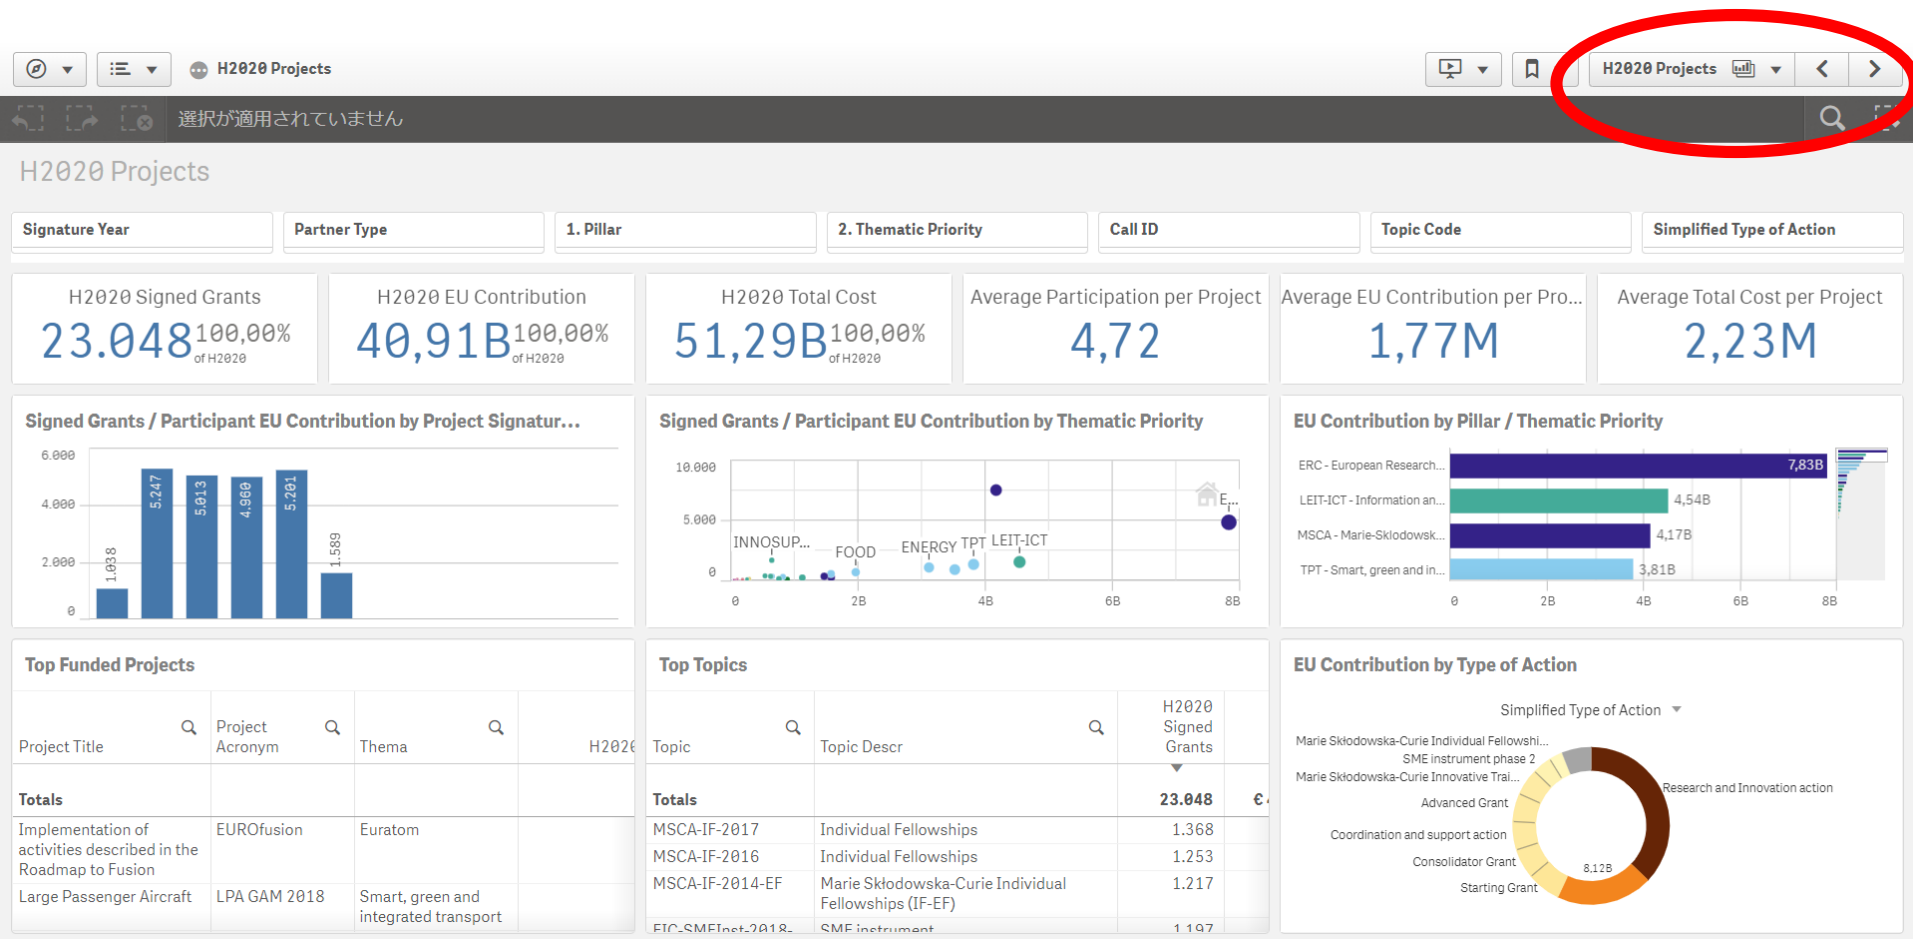 H2020 Projects
H2020 Projects
選択が適用されていません
H2020 Projects
Signature Year
Partner Type
1. Pillar
2. Thematic Priority
Call ID
Topic Code
Simplified Type of Action
H2020 Signed Grants
23.048
100,00%
of H2020
H2020 EU Contribution
40,91B
100,00%
of H2020
H2020 Total Cost
51,29B
100,00%
of H2020
Average Participation per Project
4,72
Average EU Contribution per Pro...
1,77M
Average Total Cost per Project
2,23M
Signed Grants / Participant EU Contribution by Project Signatur...
6.000
4.000
2.000
0
1.038
5.247
5.013
4.960
5.201
1.589
Signed Grants / Participant EU Contribution by Thematic Priority
10.000
5.000
0
INNOSUP...
FOOD
ENERGY
TPT
LEIT-ICT
E...
0
2B
4B
6B
8B
EU Contribution by Pillar / Thematic Priority
ERC - European Research...
7,83B
LEIT-ICT - Information an...
4,54B
MSCA - Marie-Sklodowsk...
4,17B
TPT - Smart, green and in...
3,81B
0
2B
4B
6B
8B
Top Funded Projects
Project Title
Project
Acronym
Thema
H202
Totals
Implementation of
activities described in the
Roadmap to Fusion
EUROfusion
Euratom
Large Passenger Aircraft
LPA GAM 2018
Smart, green and
integrated transport
Top Topics
Topic
Topic Descr
H2020
Signed
Grants
Totals
23.048
€
MSCA-IF-2017
Individual Fellowships
1.368
MSCA-IF-2016
Individual Fellowships
1.253
MSCA-IF-2014-EF
Marie Skłodowska-Curie Individual
Fellowships (IF-EF)
1.217
EIC-SMEInst-2018-
SME instrument
1.197
EU Contribution by Type of Action
Simplified Type of Action
Marie Skłodowska-Curie Individual Fellowshi...
SME instrument phase 2
Marie Skłodowska-Curie Innovative Trai...
Advanced Grant
Coordination and support action
Consolidator Grant
Starting Grant
Research and Innovation action
8,12B